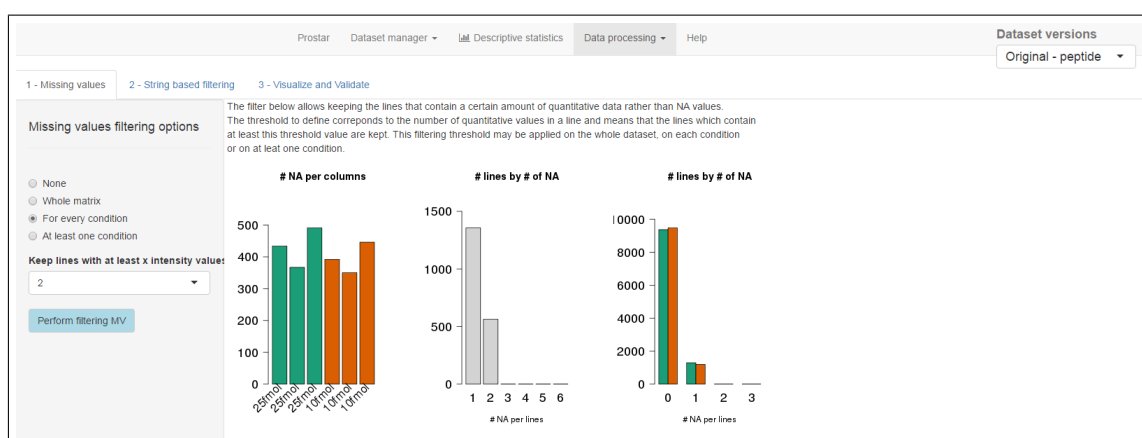 Prostar Dataset manager Descriptive statistics Data processing Help
Dataset versions
Original - peptide
1 - Missing values 2 - String based filtering 3 - Visualize and Validate
Missing values filtering options
None
Whole matrix
For every condition
At least one condition
Keep lines with at least x intensity values
2
Perform filtering MV
The filter below allows keeping the lines that contain a certain amount of quantitative data rather than NA values.
The threshold to define correponds to the number of quantitative values in a line and means that the lines which contain
at least this threshold value are kept. This filtering threshold may be applied on the whole dataset, on each condition
or on at leat one condition.
# NA per columns
500
400
300
200
100
0
25fmol 25fmol 25fmol 10fmol 10fmol 10fmol
# lines by # of NA
1500
1000
500
0
1 2 3 4 5 6
# NA per lines
# lines by # of NA
10000
8000
6000
4000
2000
0
0 1 2 3
# NA per lines